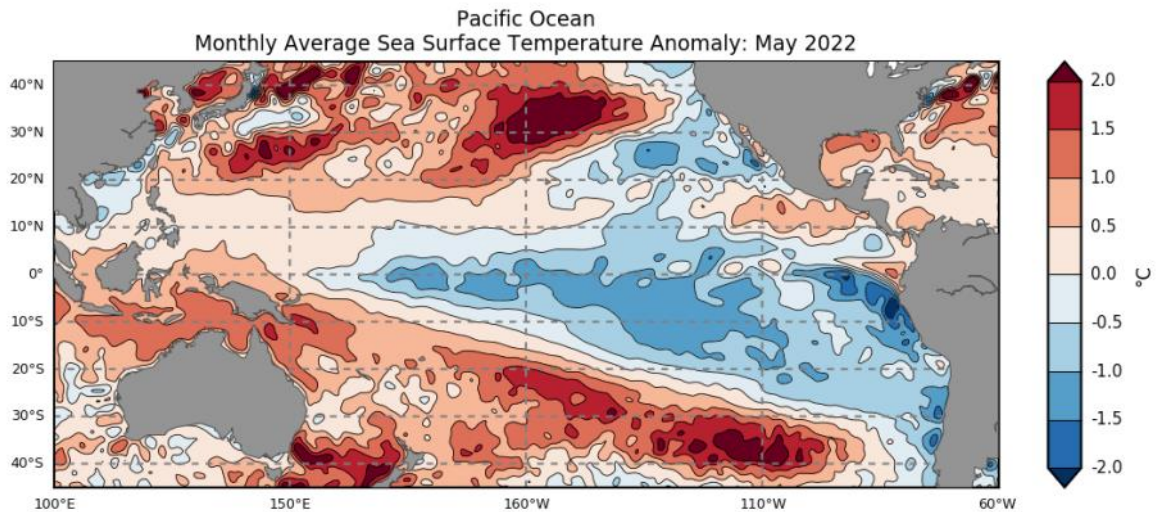 Pacific Ocean
Monthly Average Sea Surface Temperature Anomaly: May 2022
40°N
30°N
20°N
10°N
0°
10°S
20°S
30°S
40°S
100°E
150°E
160°W
110°W
60°W
2.0
1.5
1.0
0.5
0.0
-0.5
-1.0
-1.5
-2.0
°C